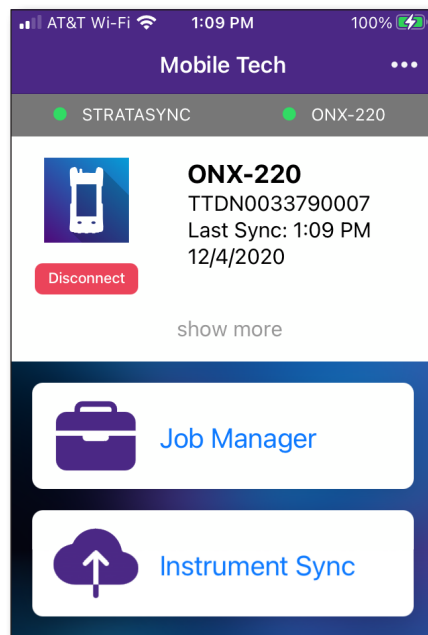 AT&T Wi-Fi 1:09 PM 100%
Mobile Tech
STRATASYNC ONX-220
ONX-220
TTDN0033790007
Last Sync: 1:09 PM
12/4/2020
Disconnect
show more
Job Manager
Instrument Sync